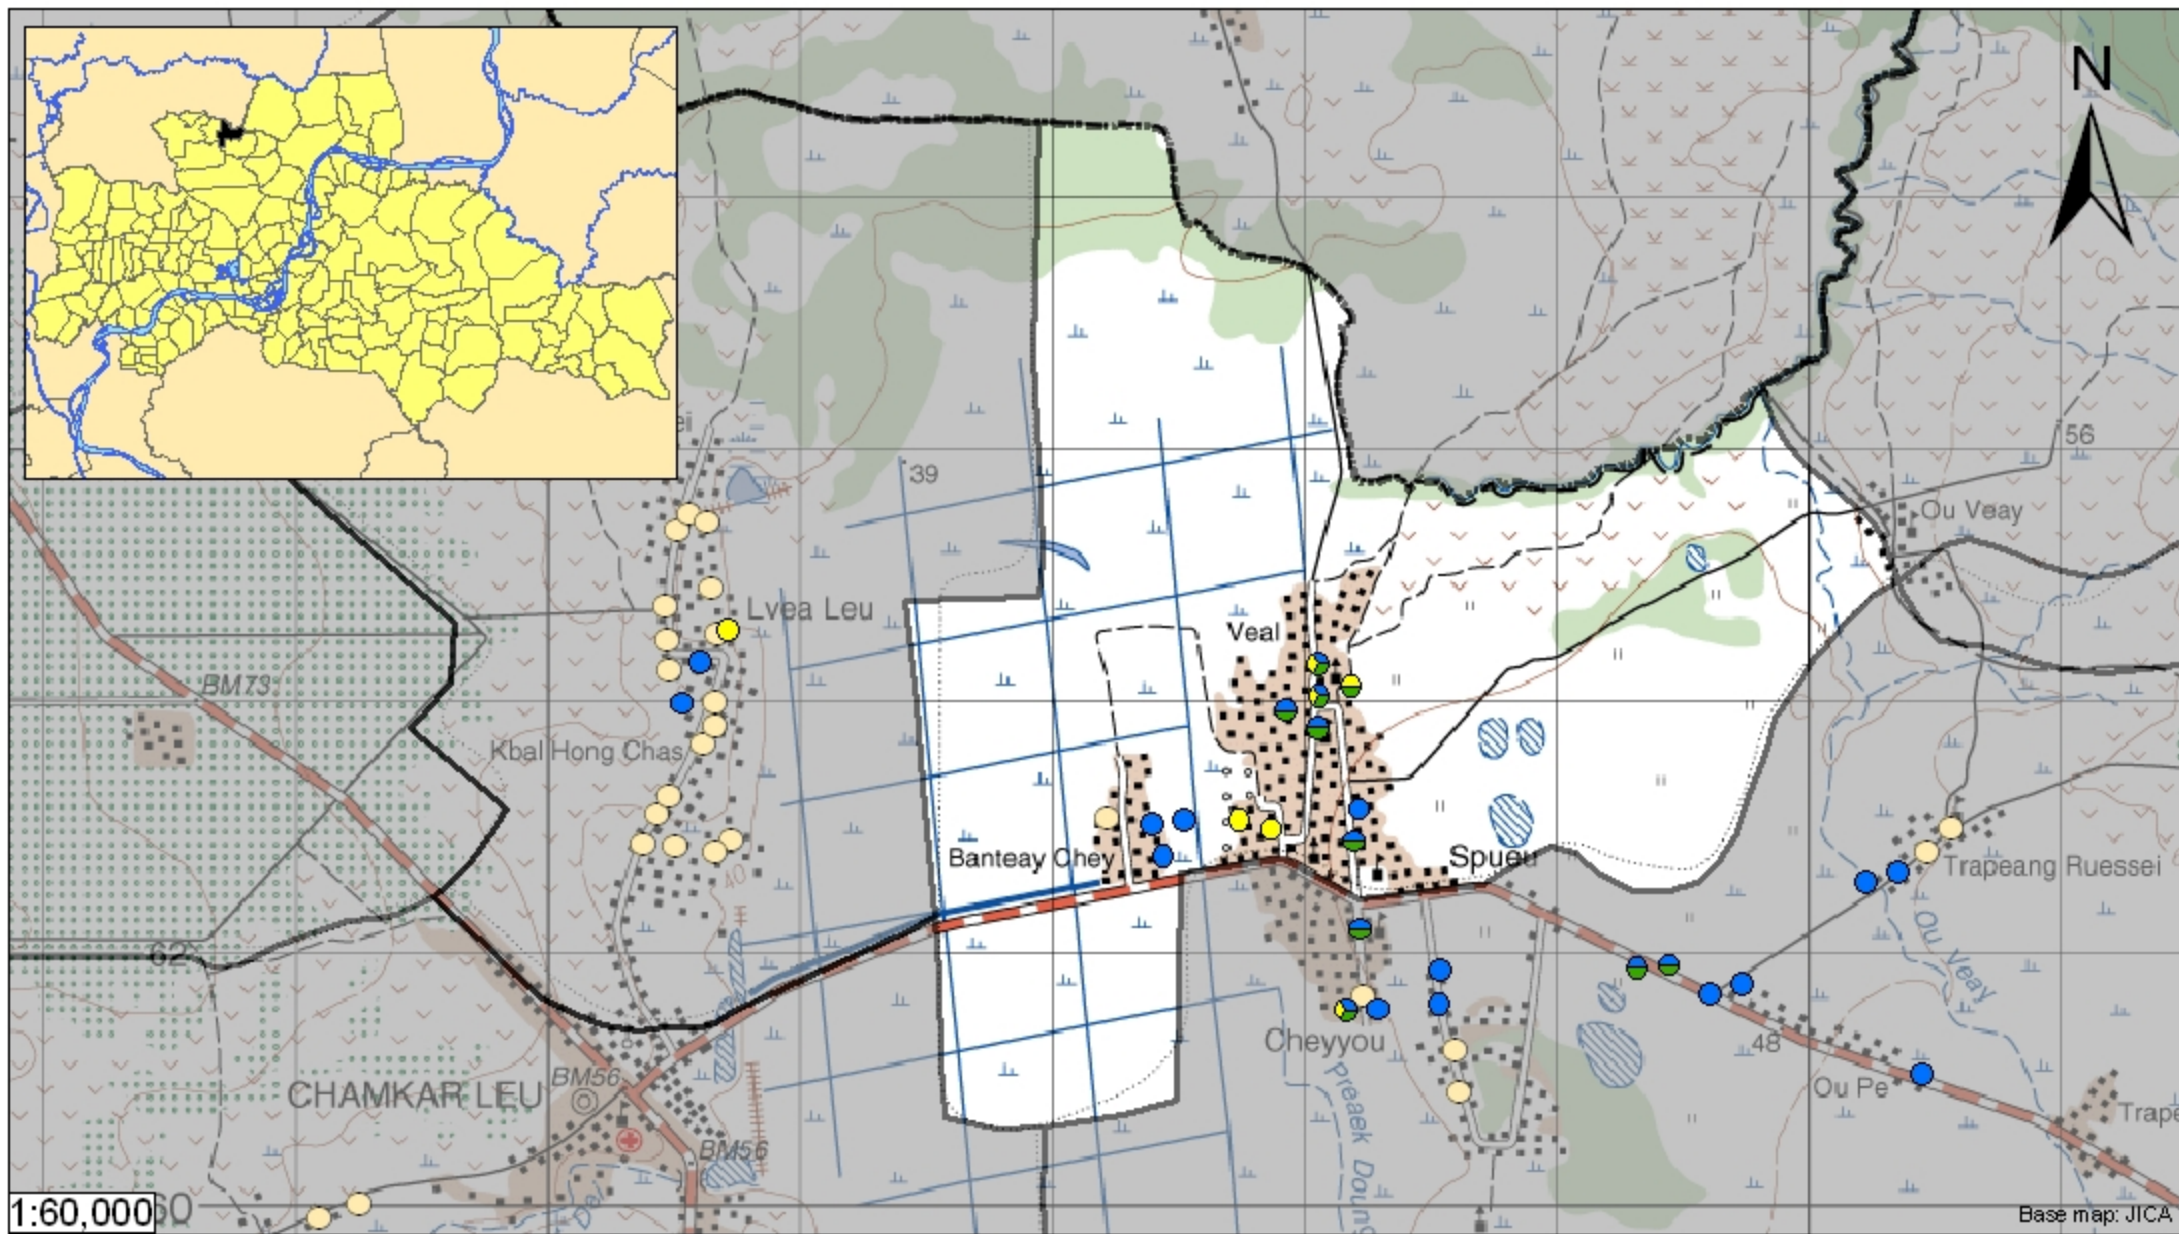 N
39
56
Ou Veay
Lvea Leu
Veal
BM73
Kbal Hong Chas
Banteay Chey
Spueu
Trapeang Ruessei
62
Ou Veay
Cheyyou
48
CHAMKAR LEU
BM56
Ou Pe
Preaek Doung
BM56
40
1:60,000
Base map: JICA